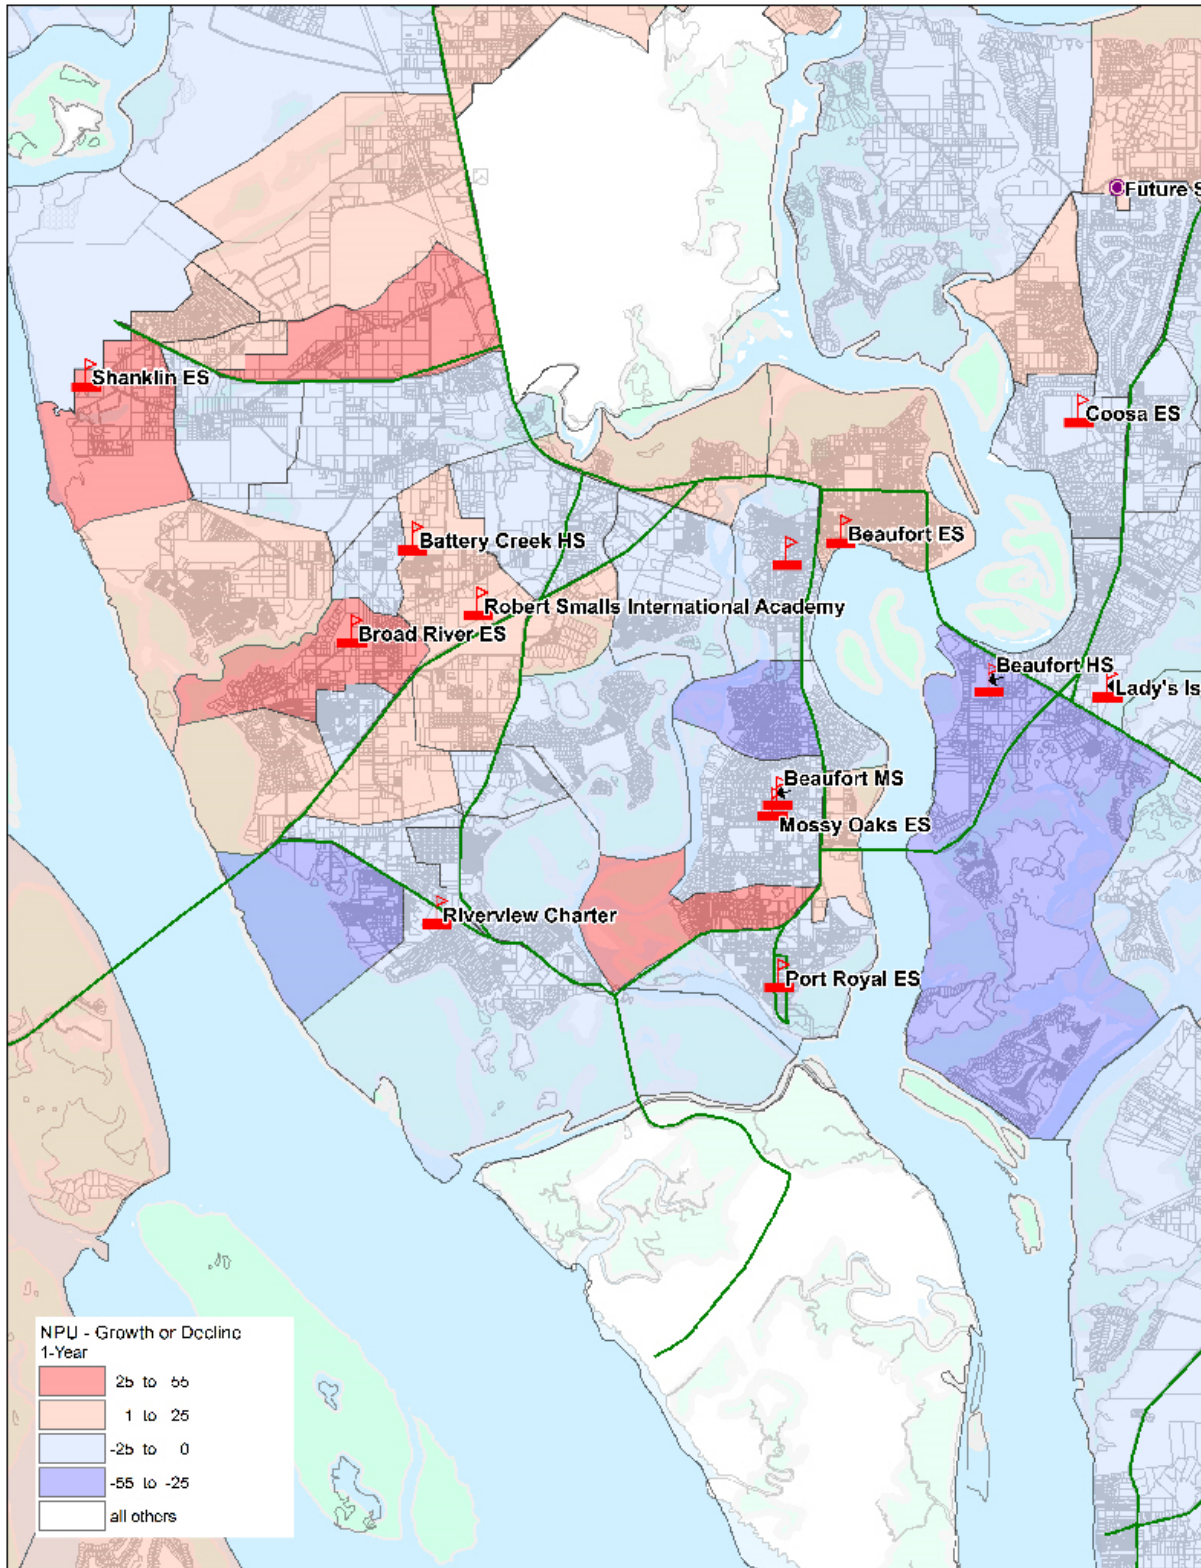 Future S
Shanklin ES
Coosa ES
Battery Creek HS
Beaufort ES
Robert Smalls International Academy
Broad River ES
Beaufort HS
Lady's Is
Beaufort MS
Mossy Oaks ES
Riverview Charter
Port Royal ES
NPU - Growth or Decline
1-Year
25 to 55
1 to 25
-25 to 0
-55 to -25
all others